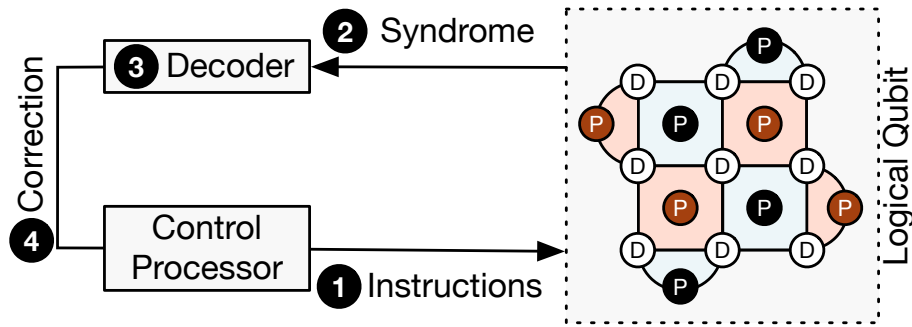 2 Syndrome
3 Decoder
4 Correction
Control
Processor
1 Instructions
P
D D D
P P P
D D D
P P P
D D D
P
Logical Qubit